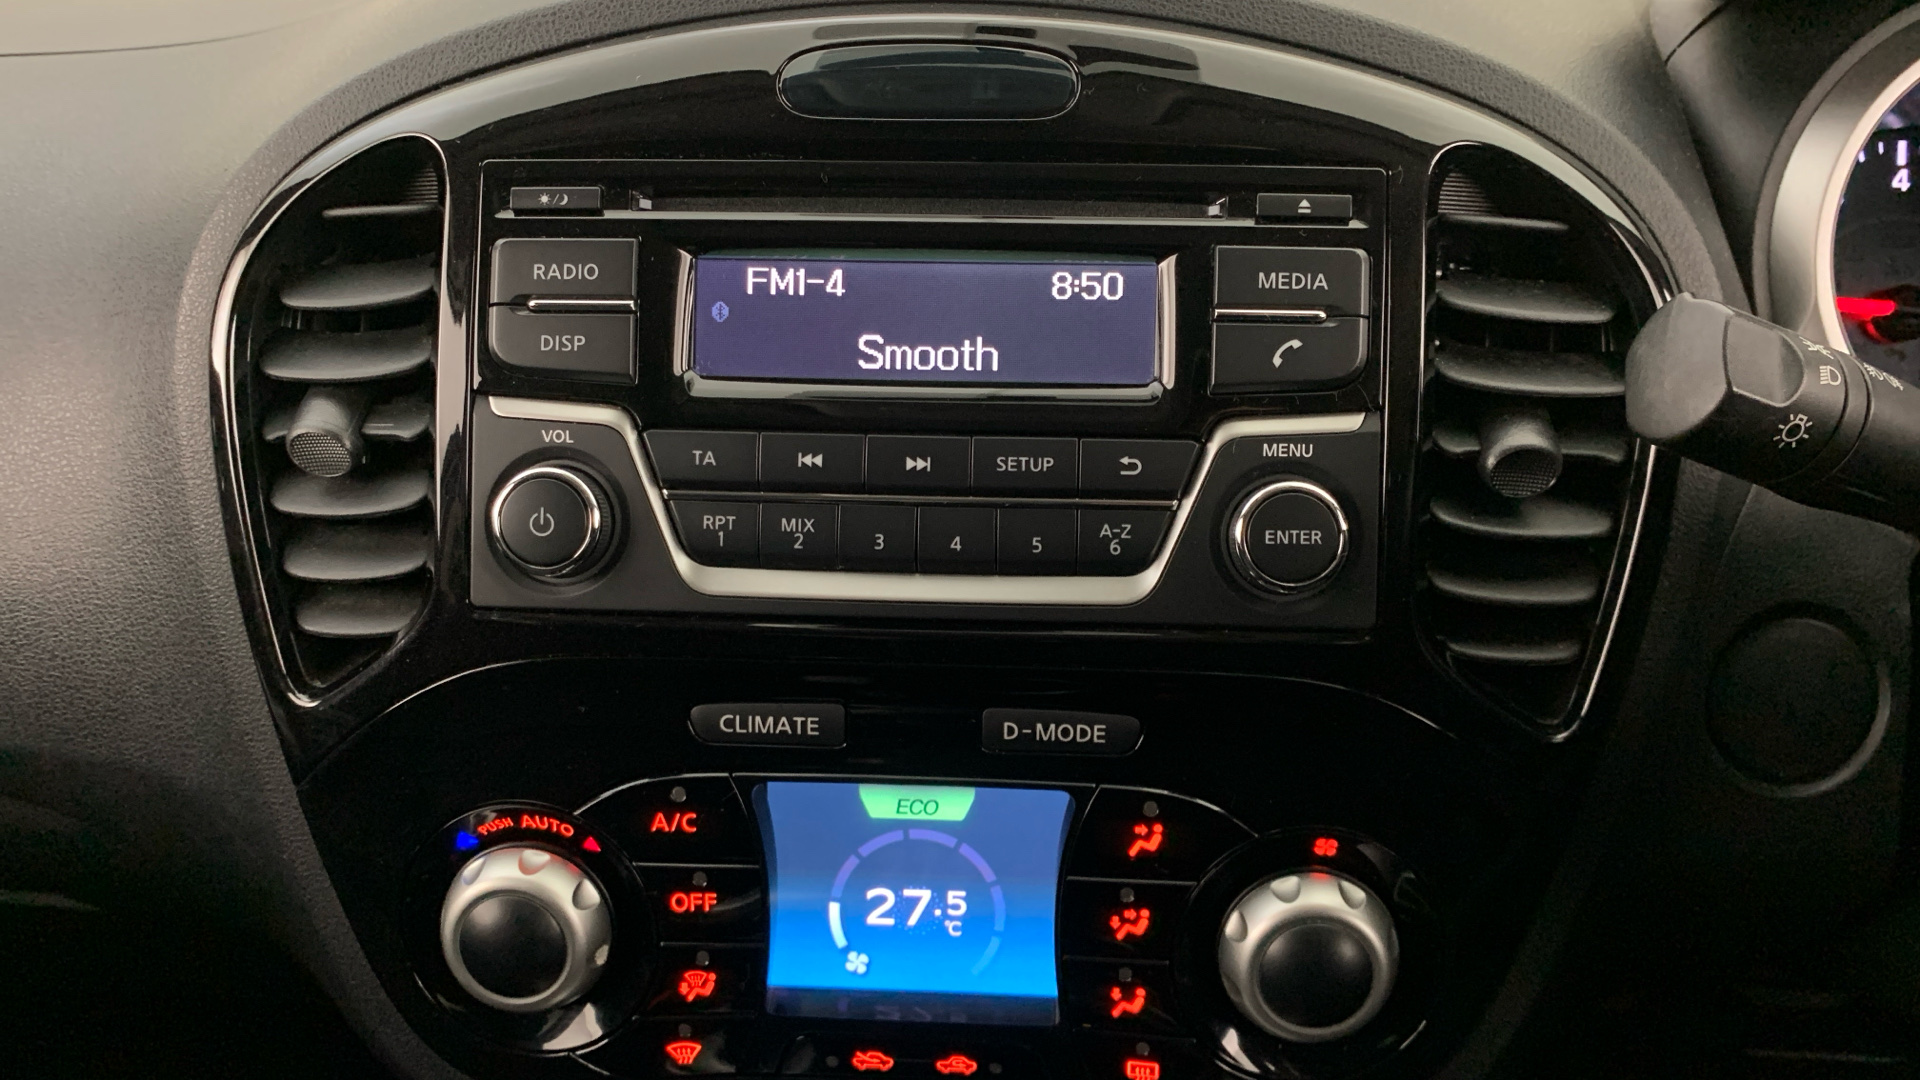 RADIO
DISP
FM1-4 8:50
Smooth
MEDIA
4
VOL
TA
SETUP
MENU
RPT 1
MIX 2
3
4
5
A-Z 6
ENTER
CLIMATE
D-MODE
PUSH AUTO
A/C
OFF
ECO
27.5 °C